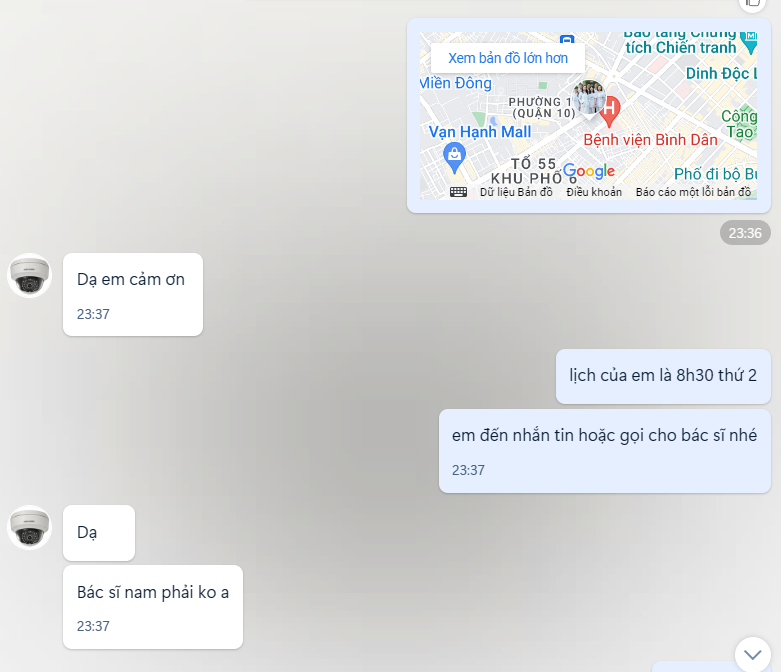 Bảo tàng Chứng
tích Chiến tranh
Xem bản đồ lớn hơn
Dinh Độc L
Miền Đông
PHƯỜNG 1
(QUẬN 10)
H
Công
Tao
Vạn Hạnh Mall
Bệnh viện Bình Dân
TỔ 55
KHU PHỐ 6
Google
Phố đi bộ Bù
Dữ liệu Bản đồ Điều khoản Báo cáo một lỗi bản đồ
23:36
Dạ em cảm ơn
23:37
lịch của em là 8h30 thứ 2
em đến nhắn tin hoặc gọi cho bác sĩ nhé
23:37
Dạ
Bác sĩ nam phải ko a
23:37